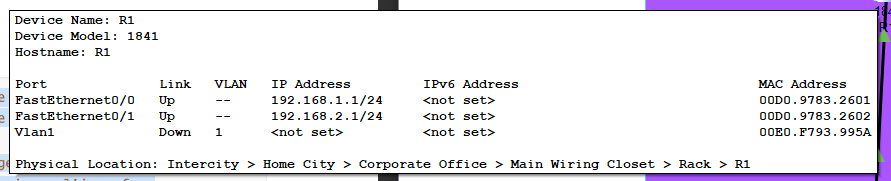 Device Name: R1
Device Model: 1841
Hostname: R1
Port Link VLAN IP Address IPv6 Address MAC Address
FastEthernet0/0 Up -- 192.168.1.1/24 <not set> 00D0.9783.2601
FastEthernet0/1 Up -- 192.168.2.1/24 <not set> 00D0.9783.2602
Vlan1 Down 1 <not set> <not set> 00E0.F793.995A
Physical Location: Intercity > Home City > Corporate Office > Main Wiring Closet > Rack > R1